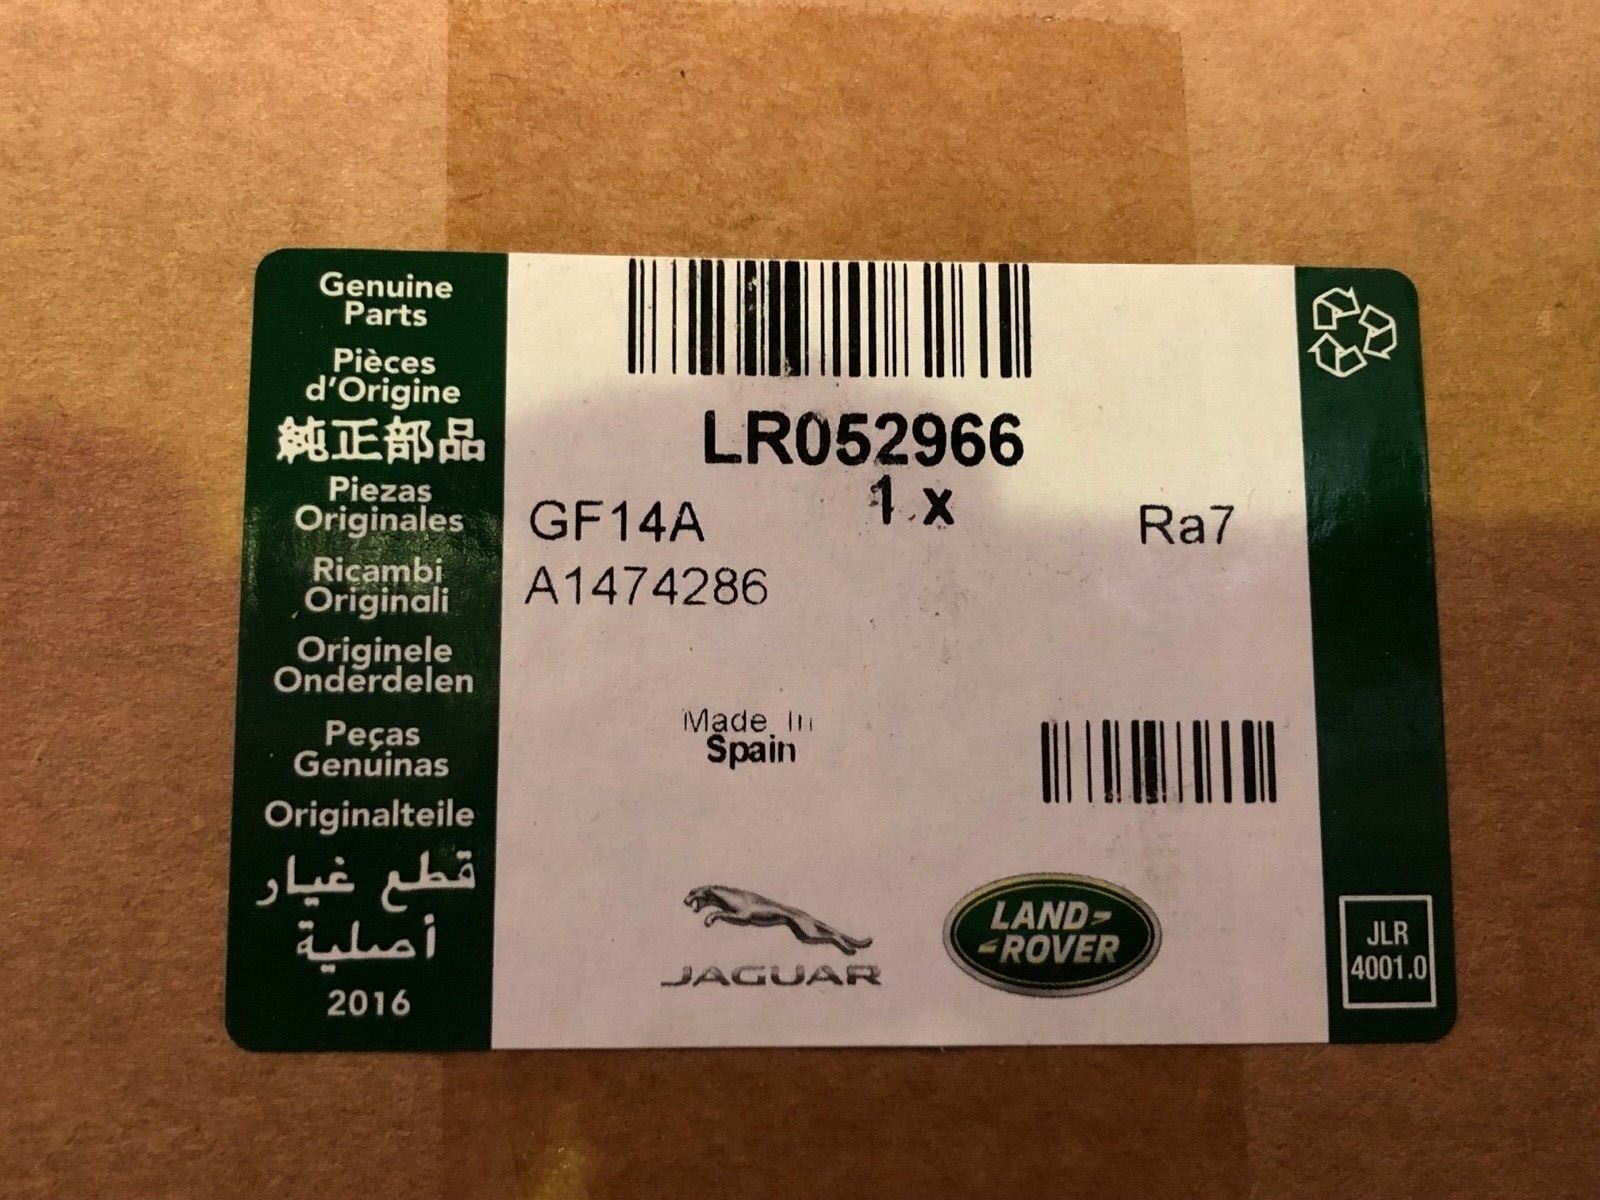 Genuine
Parts
Pièces
d'Origine
純正部品
Piezas
Originales
Ricambi
Originali
Originele
Onderdelen
Peças
Genuinas
Originalteile
قطع غيار
أصلية
2016
LR052966
1 x
GF14A
Ra7
A1474286
Made In
Spain
JAGUAR
LAND
ROVER
JLR
4001.0